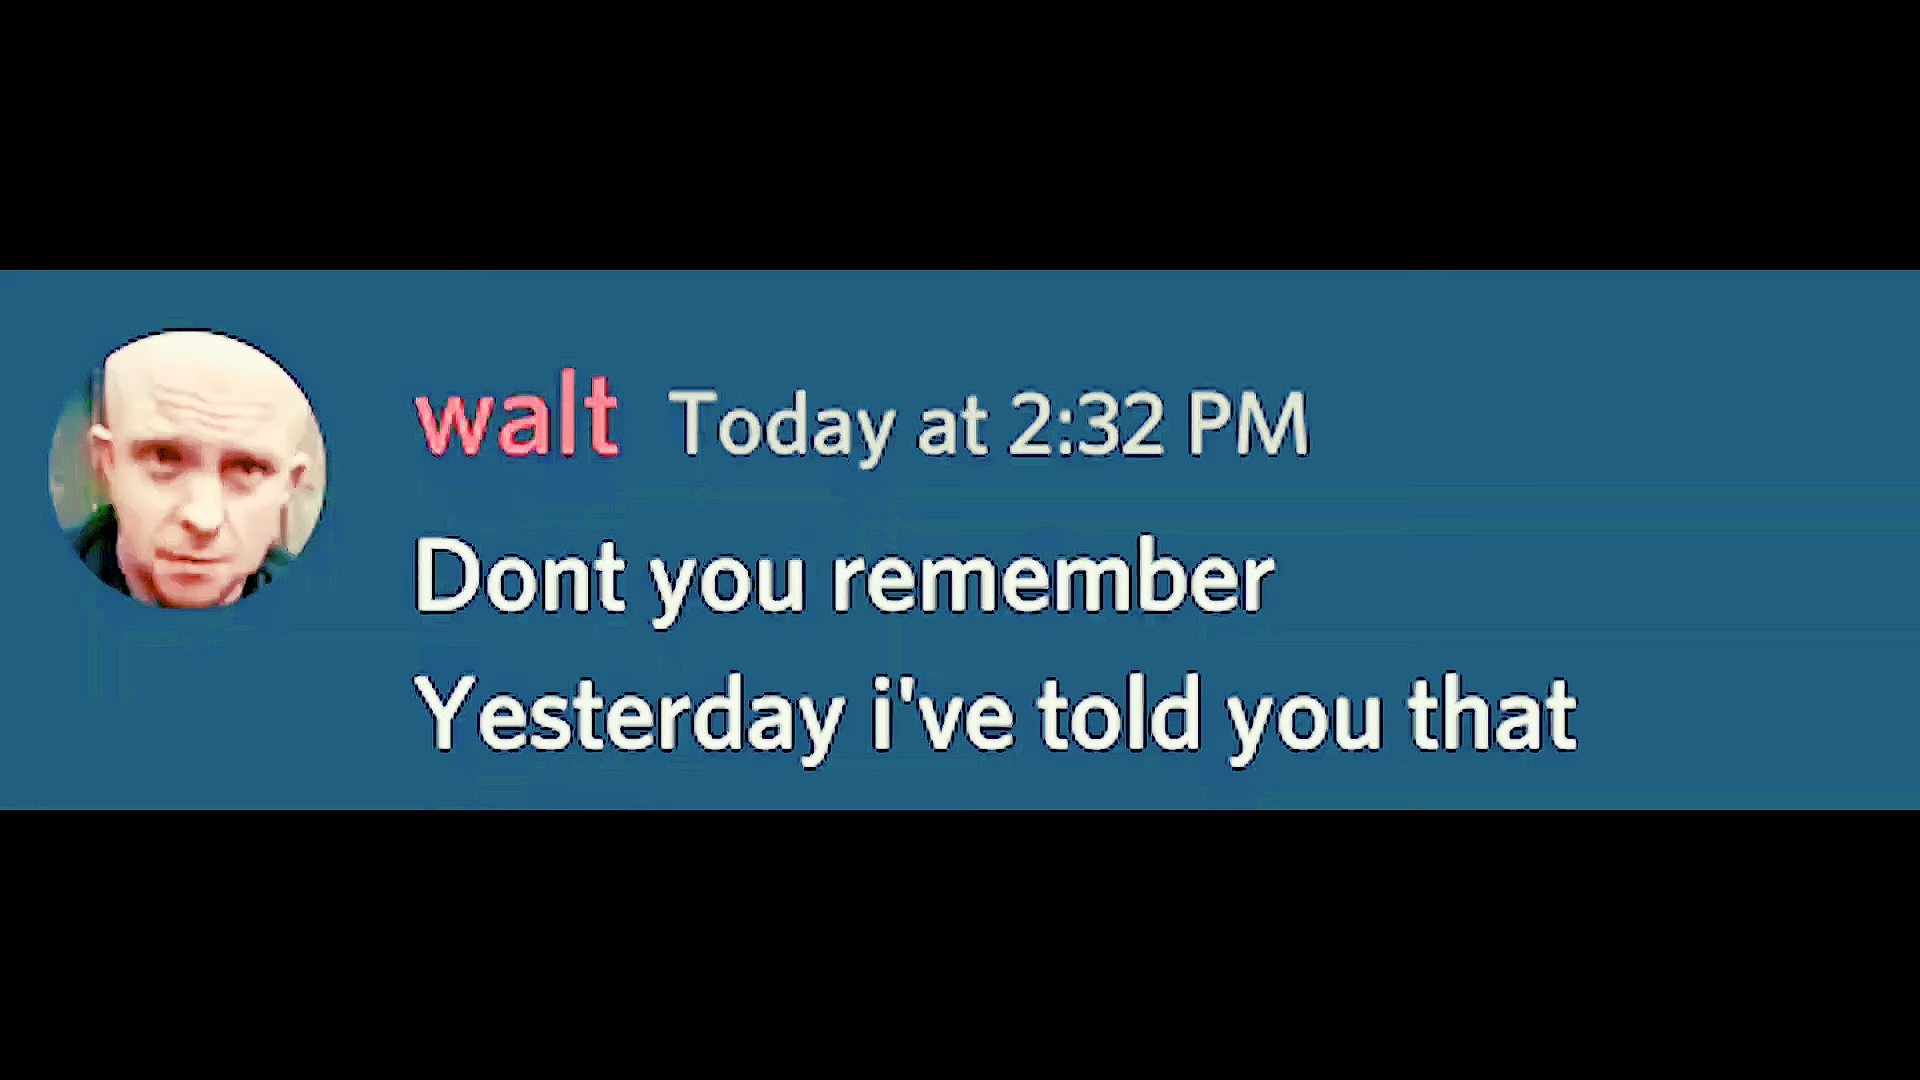 walt Today at 2:32 PM
Dont you remember
Yesterday i've told you that